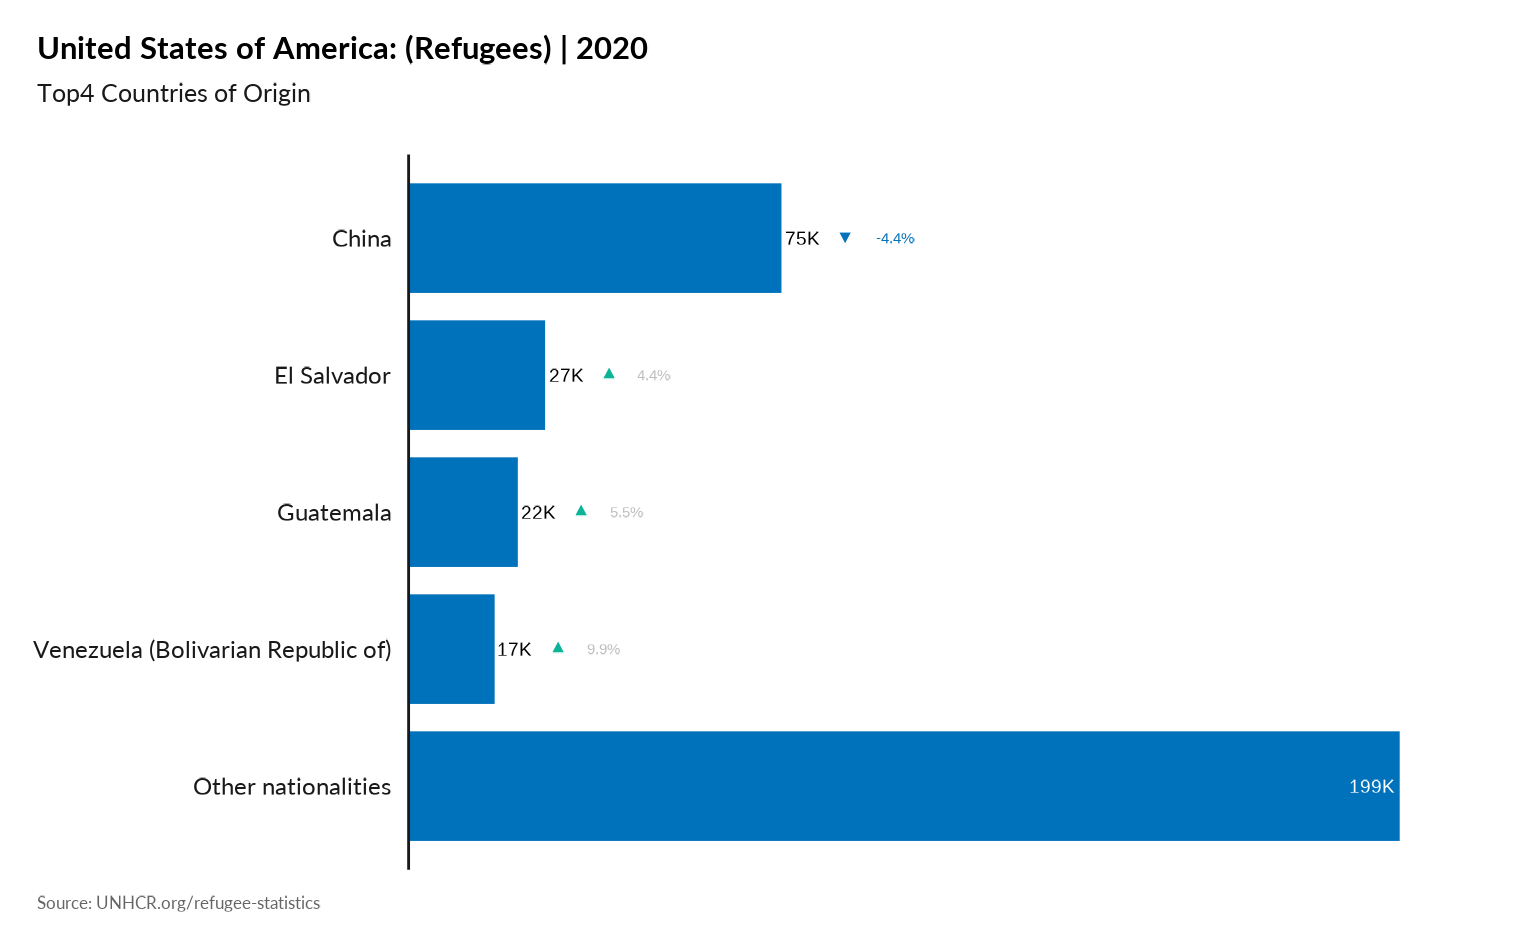 United States of America: (Refugees) | 2020
Top4 Countries of Origin
China 75K ▼ -4.4%
El Salvador 27K ▲ 4.4%
Guatemala 22K ▲ 5.5%
Venezuela (Bolivarian Republic of) 17K ▲ 9.9%
Other nationalities 199K
Source: UNHCR.org/refugee-statistics